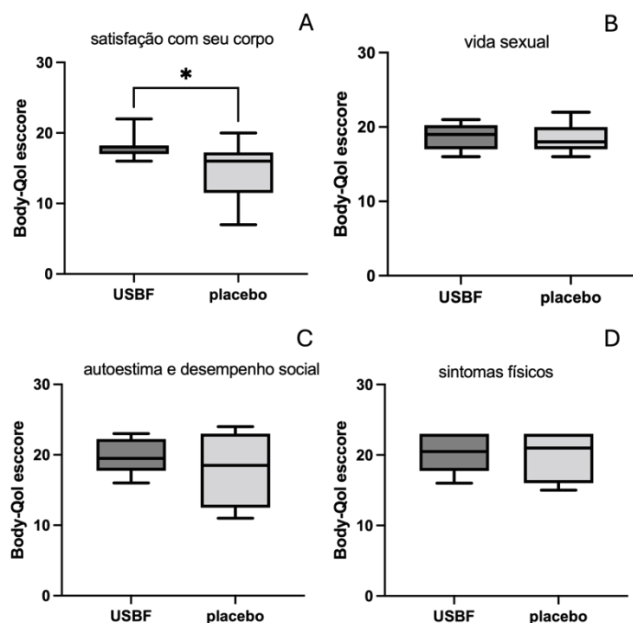 A
satisfação com seu corpo
*
30
20
10
0
Body-Qol esccore
USBF placebo
B
vida sexual
30
20
10
0
Body-Qol esccore
USBF placebo
C
autoestima e desempenho social
30
20
10
0
Body-Qol esccore
USBF placebo
D
sintomas físicos
30
20
10
0
Body-Qol esccore
USBF placebo